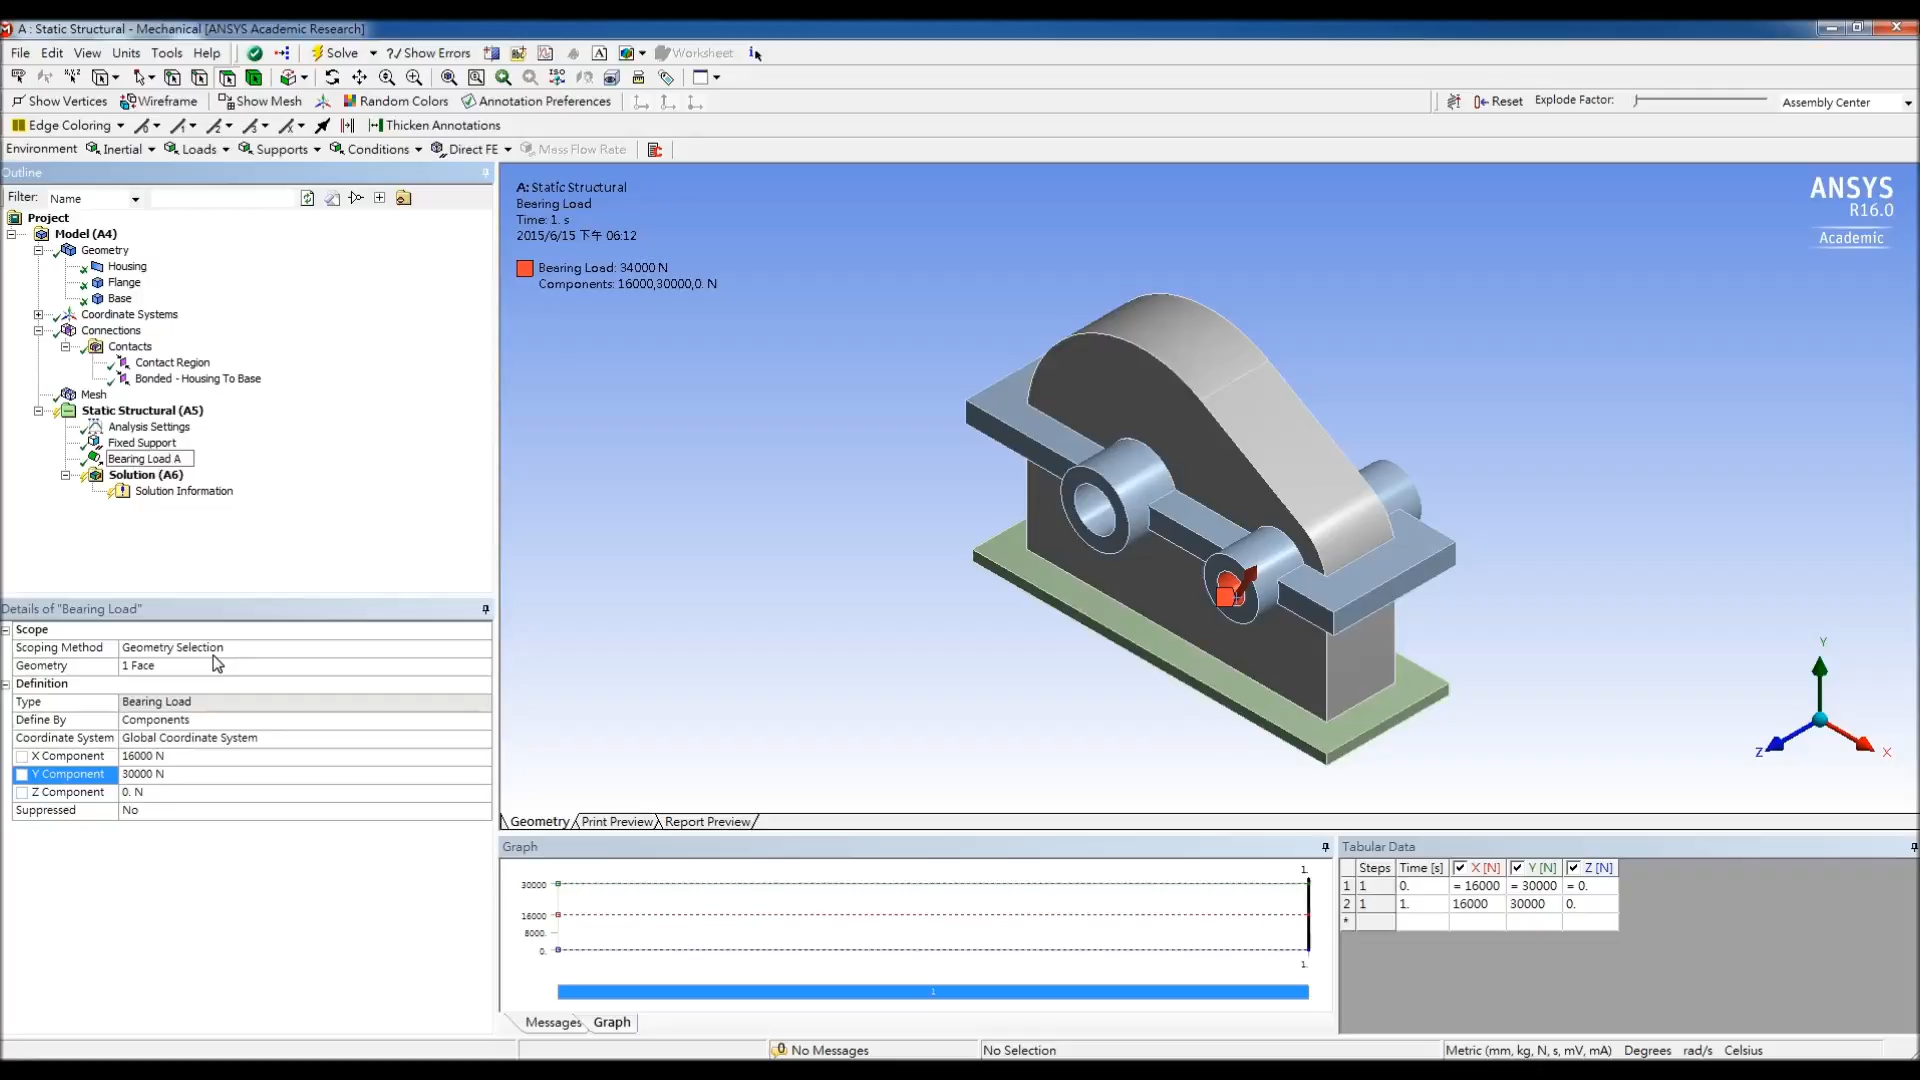 A : Static Structural - Mechanical [ANSYS Academic Research]
File Edit View Units Tools Help Solve ?/ Show Errors Worksheet
Show Vertices Wireframe Show Mesh Random Colors Annotation Preferences Reset Explode Factor: Assembly Center
Edge Coloring Thicken Annotations
Environment Inertial Loads Supports Conditions Direct FE Mass Flow Rate
Outline
Filter: Name
Project
Model (A4)
Geometry
Housing
Flange
Base
Coordinate Systems
Connections
Contacts
Contact Region
Bonded - Housing To Base
Mesh
Static Structural (A5)
Analysis Settings
Fixed Support
Bearing Load A
Solution (A6)
Solution Information
Details of "Bearing Load"
Scope
Scoping Method Geometry Selection
Geometry 1 Face
Definition
Type Bearing Load
Define By Components
Coordinate System Global Coordinate System
X Component 16000 N
Y Component 30000 N
Z Component 0. N
Suppressed No
A: Static Structural
Bearing Load
Time: 1. s
2015/6/15 下午 06:12
Bearing Load: 34000 N
Components: 16000,30000,0. N
ANSYS
R16.0
Academic
Y
Z
X
Geometry Print Preview Report Preview
Graph
1.
30000
16000
8000.
0.
1.
1
Messages Graph
Tabular Data
Steps Time [s] X [N] Y [N] Z [N]
1 1 0. = 16000 = 30000 = 0.
2 1 1. 16000 30000 0.
*
No Messages No Selection Metric (mm, kg, N, s, mV, mA) Degrees rad/s Celsius